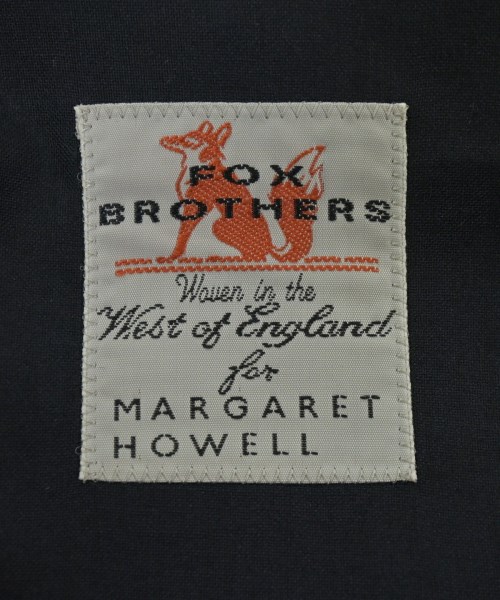 FOX
BROTHERS
Woven in the
West of England
for
MARGARET
HOWELL